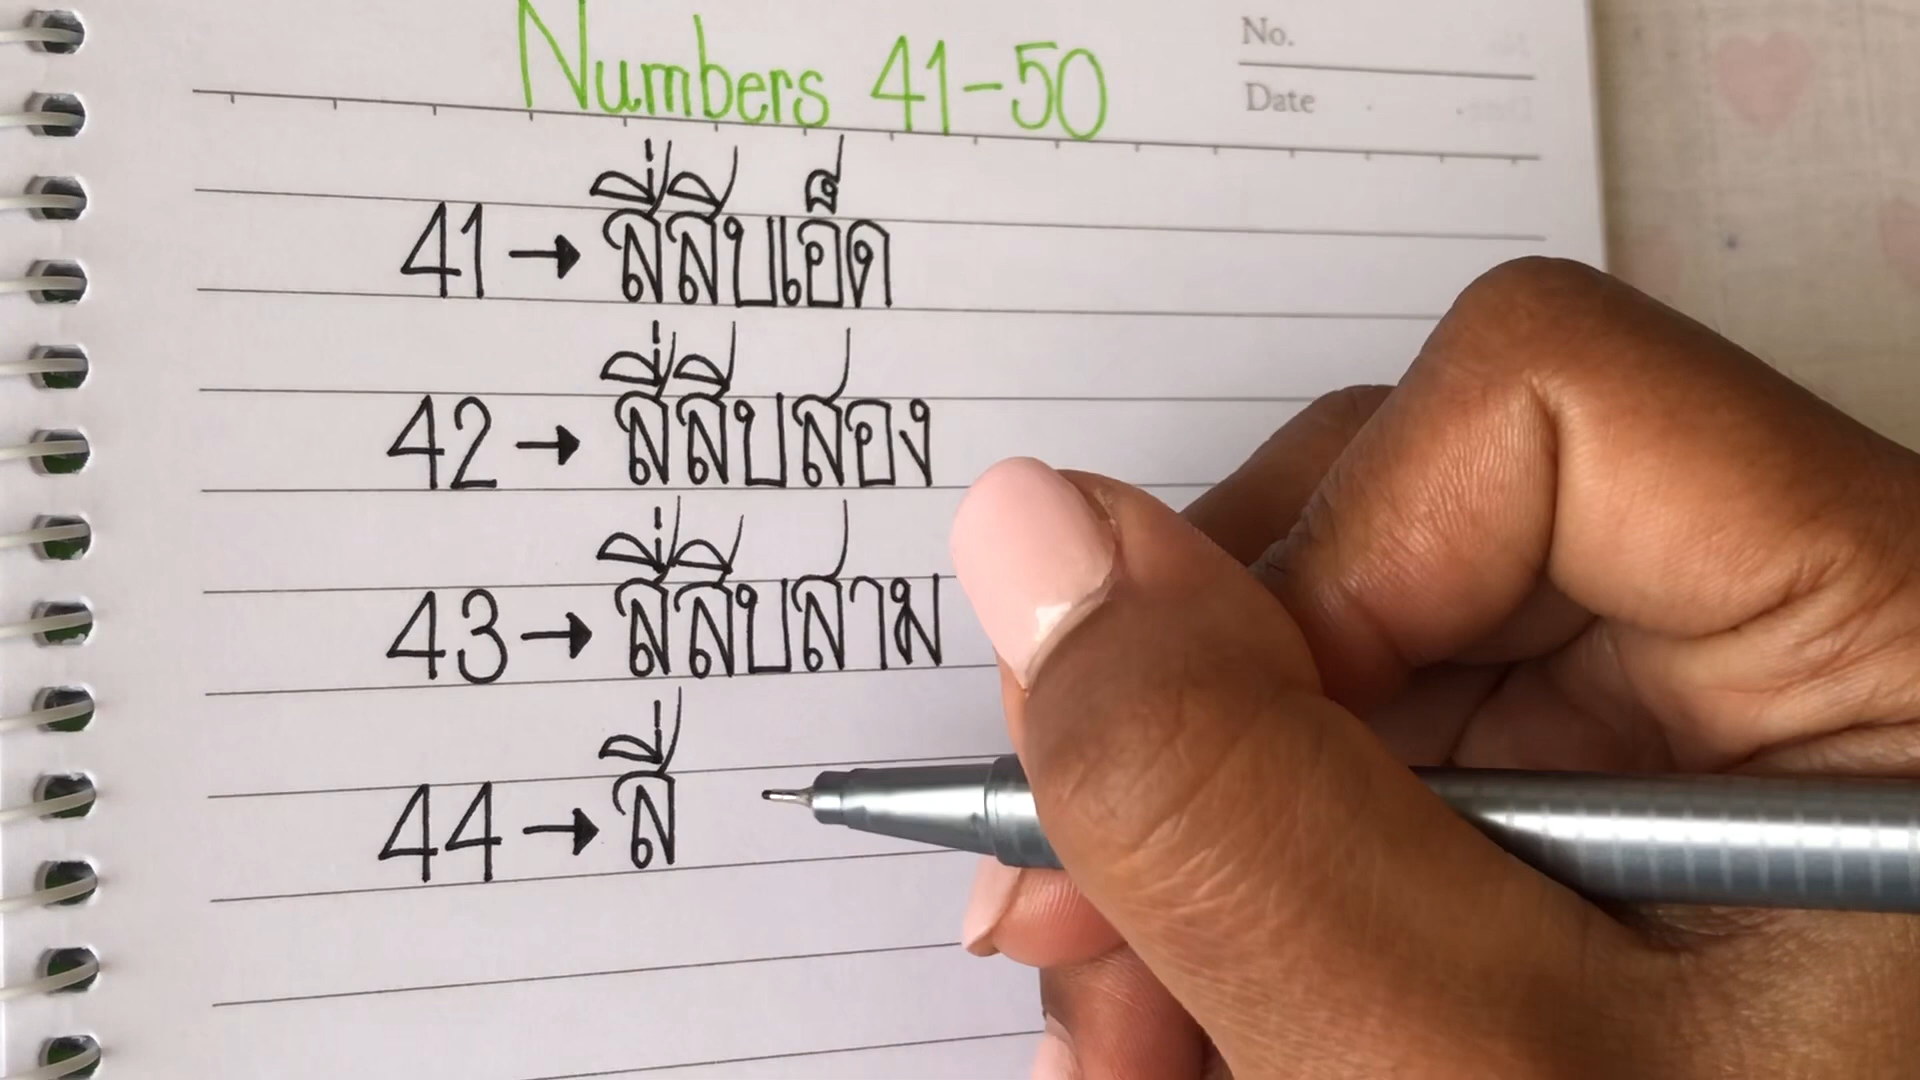 Numbers 41-50
No.
Date
41 → สี่สิบเอ็ด
42 → สี่สิบสอง
43 → สี่สิบสาม
44 → สี่